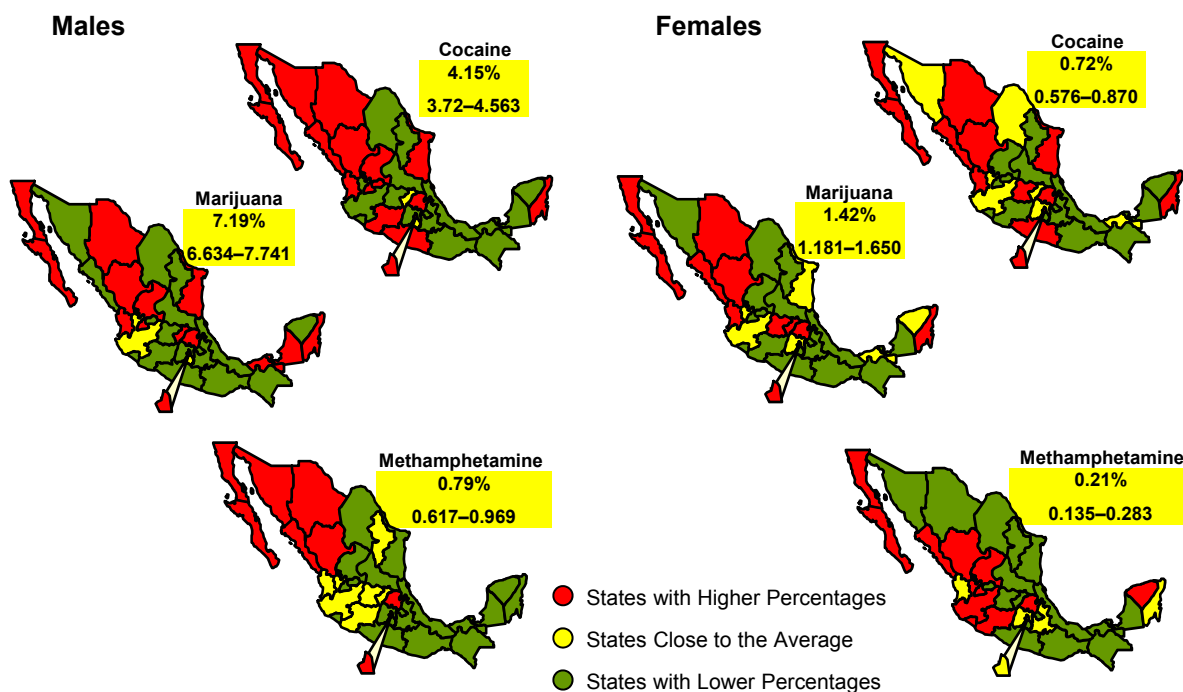 Males
Cocaine
4.15%
3.72–4.563
Marijuana
7.19%
6.634–7.741
Methamphetamine
0.79%
0.617–0.969
Females
Cocaine
0.72%
0.576–0.870
Marijuana
1.42%
1.181–1.650
Methamphetamine
0.21%
0.135–0.283
States with Higher Percentages
States Close to the Average
States with Lower Percentages